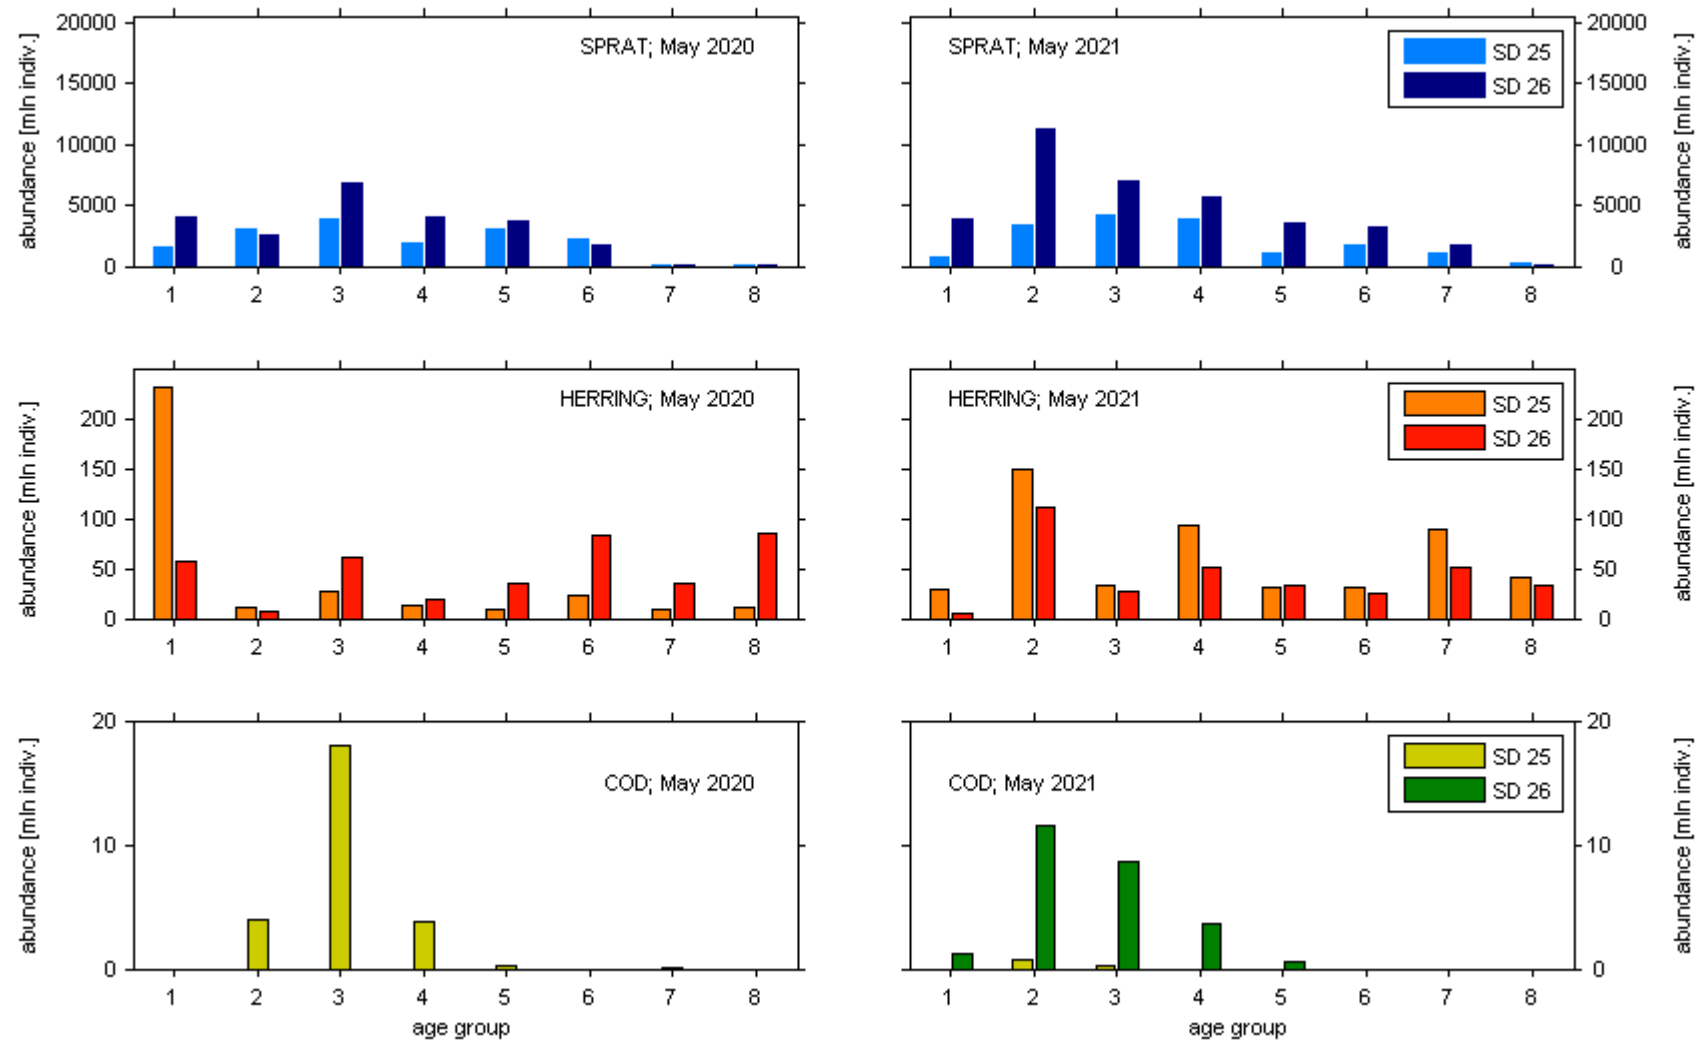 SPRAT; May 2020
abundance [mln indiv.]
20000
15000
10000
5000
0
1 2 3 4 5 6 7 8
SPRAT; May 2021
SD 25
SD 26
20000
15000
10000
5000
0
abundance [mln indiv.]
1 2 3 4 5 6 7 8
HERRING; May 2020
abundance [mln indiv.]
200
150
100
50
0
1 2 3 4 5 6 7 8
HERRING; May 2021
SD 25
SD 26
200
150
100
50
0
abundance [mln indiv.]
1 2 3 4 5 6 7 8
COD; May 2020
abundance [mln indiv.]
20
10
0
1 2 3 4 5 6 7 8
age group
COD; May 2021
SD 25
SD 26
20
10
0
abundance [mln indiv.]
1 2 3 4 5 6 7 8
age group